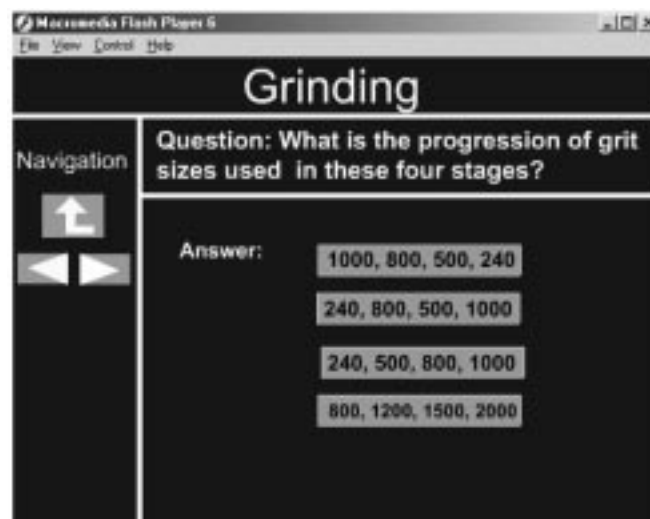 Macromedia Flash Player 6
File View Control Help
Grinding
Navigation
Question: What is the progression of grit
sizes used in these four stages?
Answer:
1000, 800, 500, 240
240, 800, 500, 1000
240, 500, 800, 1000
800, 1200, 1500, 2000